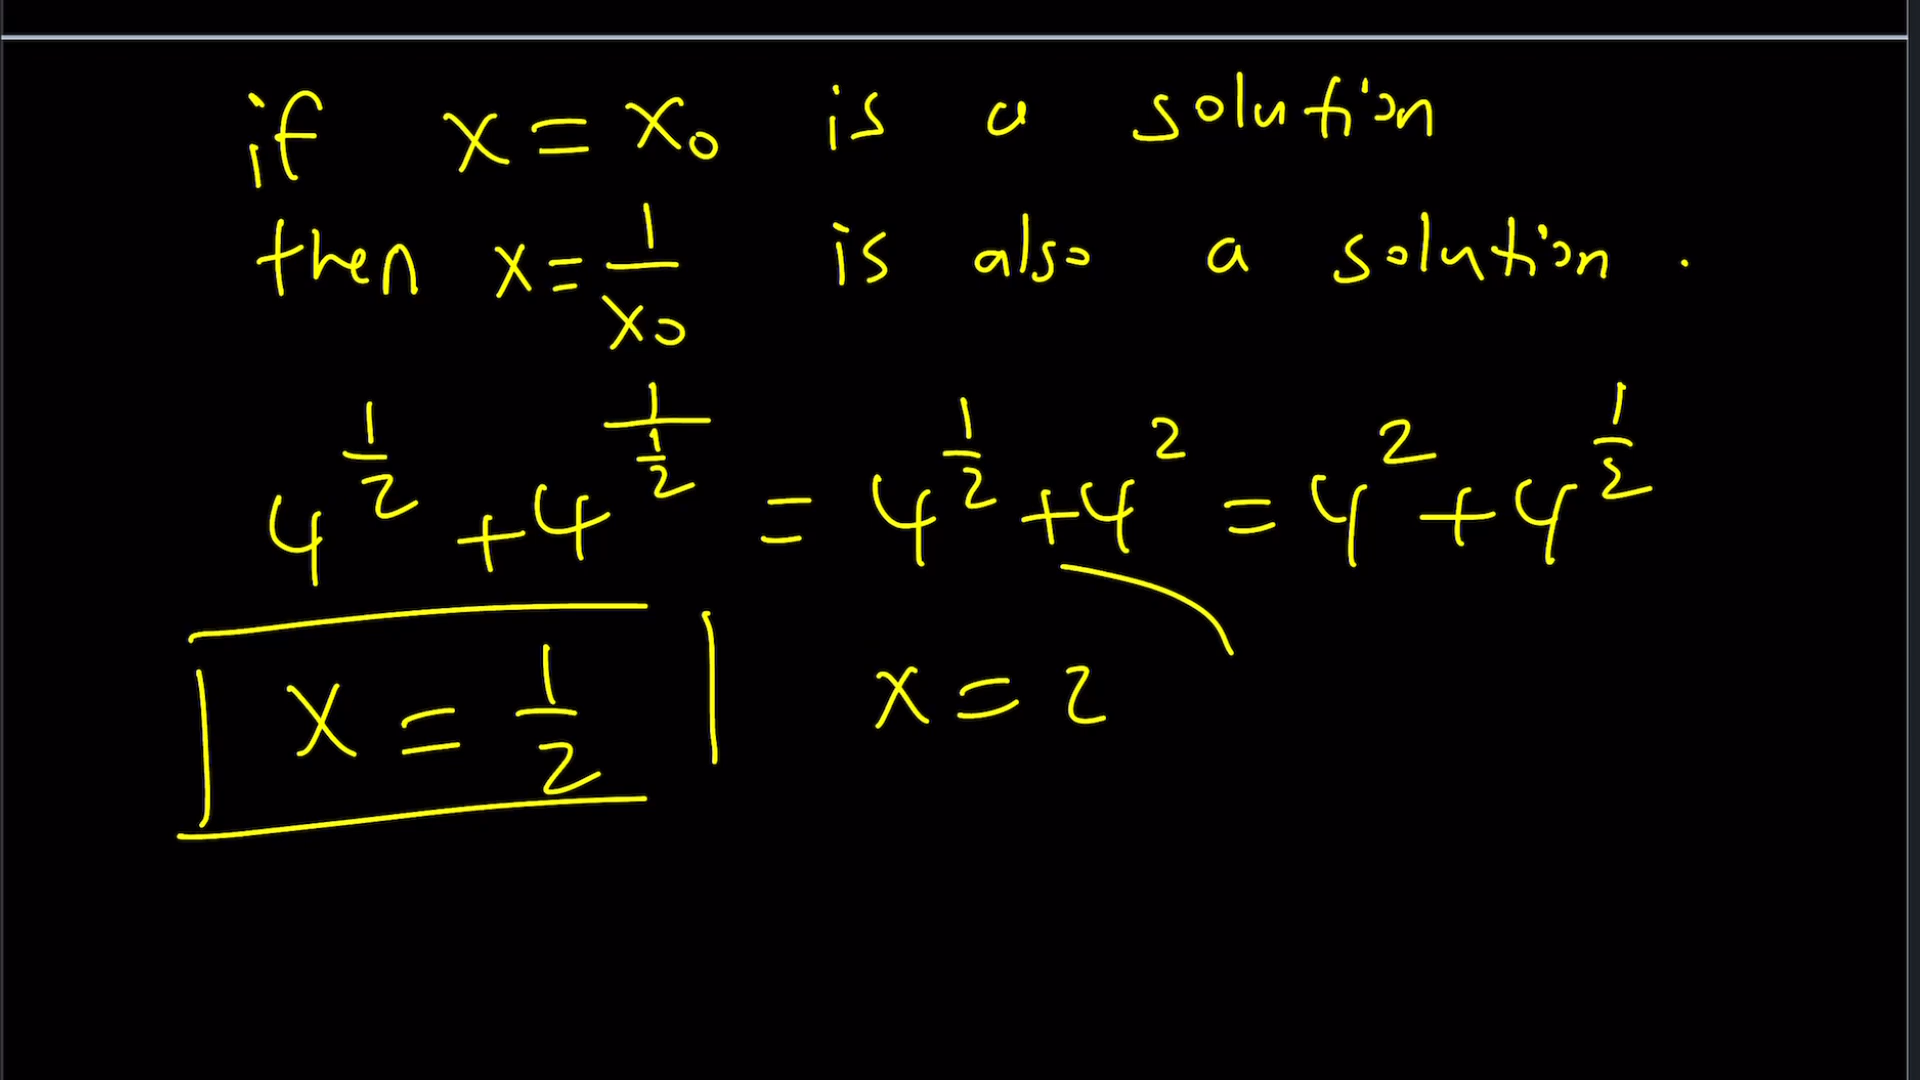 if x = x₀ is a solution
then x = 1/x₀ is also a solution .
4^(1/2) + 4^(1/(1/2)) = 4^(1/2) + 4^2 = 4^2 + 4^(1/2)
x = 1/2 x = 2